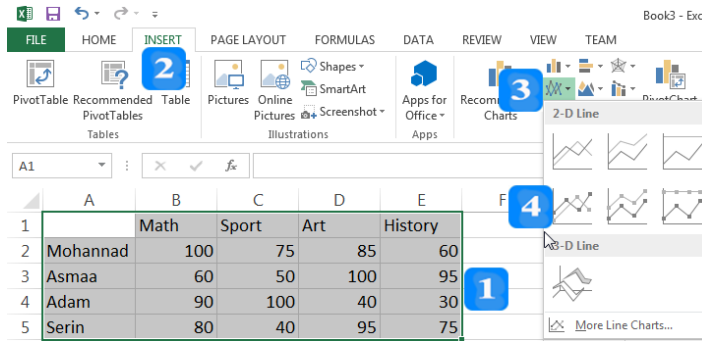 Book3 - Exc
FILE HOME INSERT PAGE LAYOUT FORMULAS DATA REVIEW VIEW TEAM
2
3
PivotTable Recommended PivotTables Table
Pictures Online Pictures
Shapes
SmartArt
Screenshot
Apps for Office
Charts
Tables Illustrations Apps
2-D Line
A1 fx
A B C D E F
4
1 Math Sport Art History
2 Mohannad 100 75 85 60
3-D Line
3 Asmaa 60 50 100 95
1
4 Adam 90 100 40 30
5 Serin 80 40 95 75
More Line Charts...